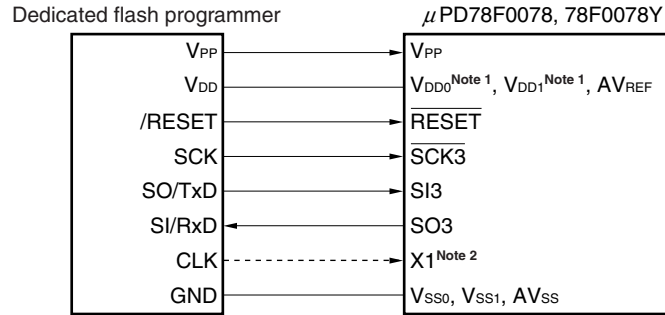 Dedicated flash programmer μPD78F0078, 78F0078Y
VPP VPP
VDD VDD0Note 1, VDD1Note 1, AVREF
/RESET RESET
SCK SCK3
SO/TxD SI3
SI/RxD SO3
CLK X1Note 2
GND VSS0, VSS1, AVSS